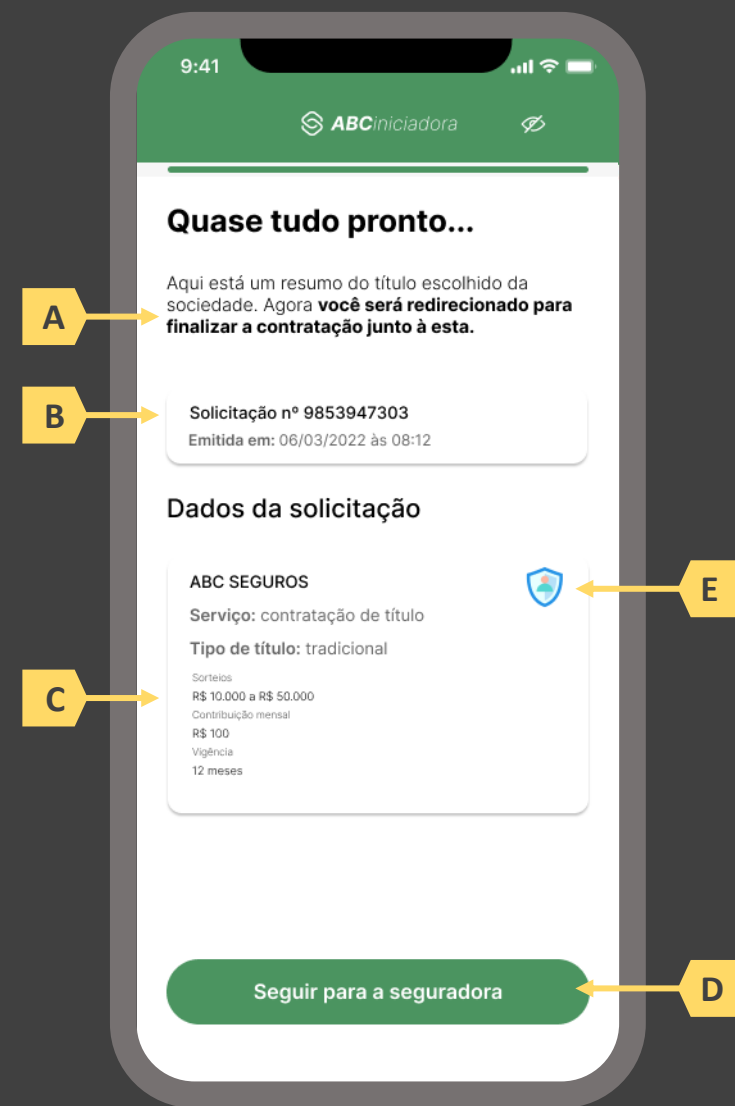 9:41
ABCiniciadora
Quase tudo pronto...
Aqui está um resumo do título escolhido da
sociedade. Agora você será redirecionado para
finalizar a contratação junto à esta.
A
B
Solicitação nº 9853947303
Emitida em: 06/03/2022 às 08:12
Dados da solicitação
ABC SEGUROS
E
Serviço: contratação de título
Tipo de título: tradicional
Sorteios
R$ 10.000 a R$ 50.000
C
Contribuição mensal
R$ 100
Vigência
12 meses
Seguir para a seguradora
D